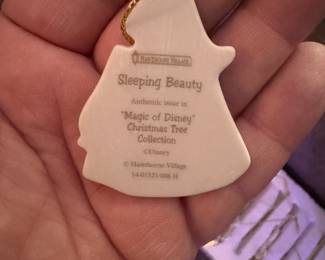 HAWTHORNE VILLAGE
Sleeping Beauty
Authentic issue in
"Magic of Disney"
Christmas Tree
Collection
©Disney
© Hawthorne Village